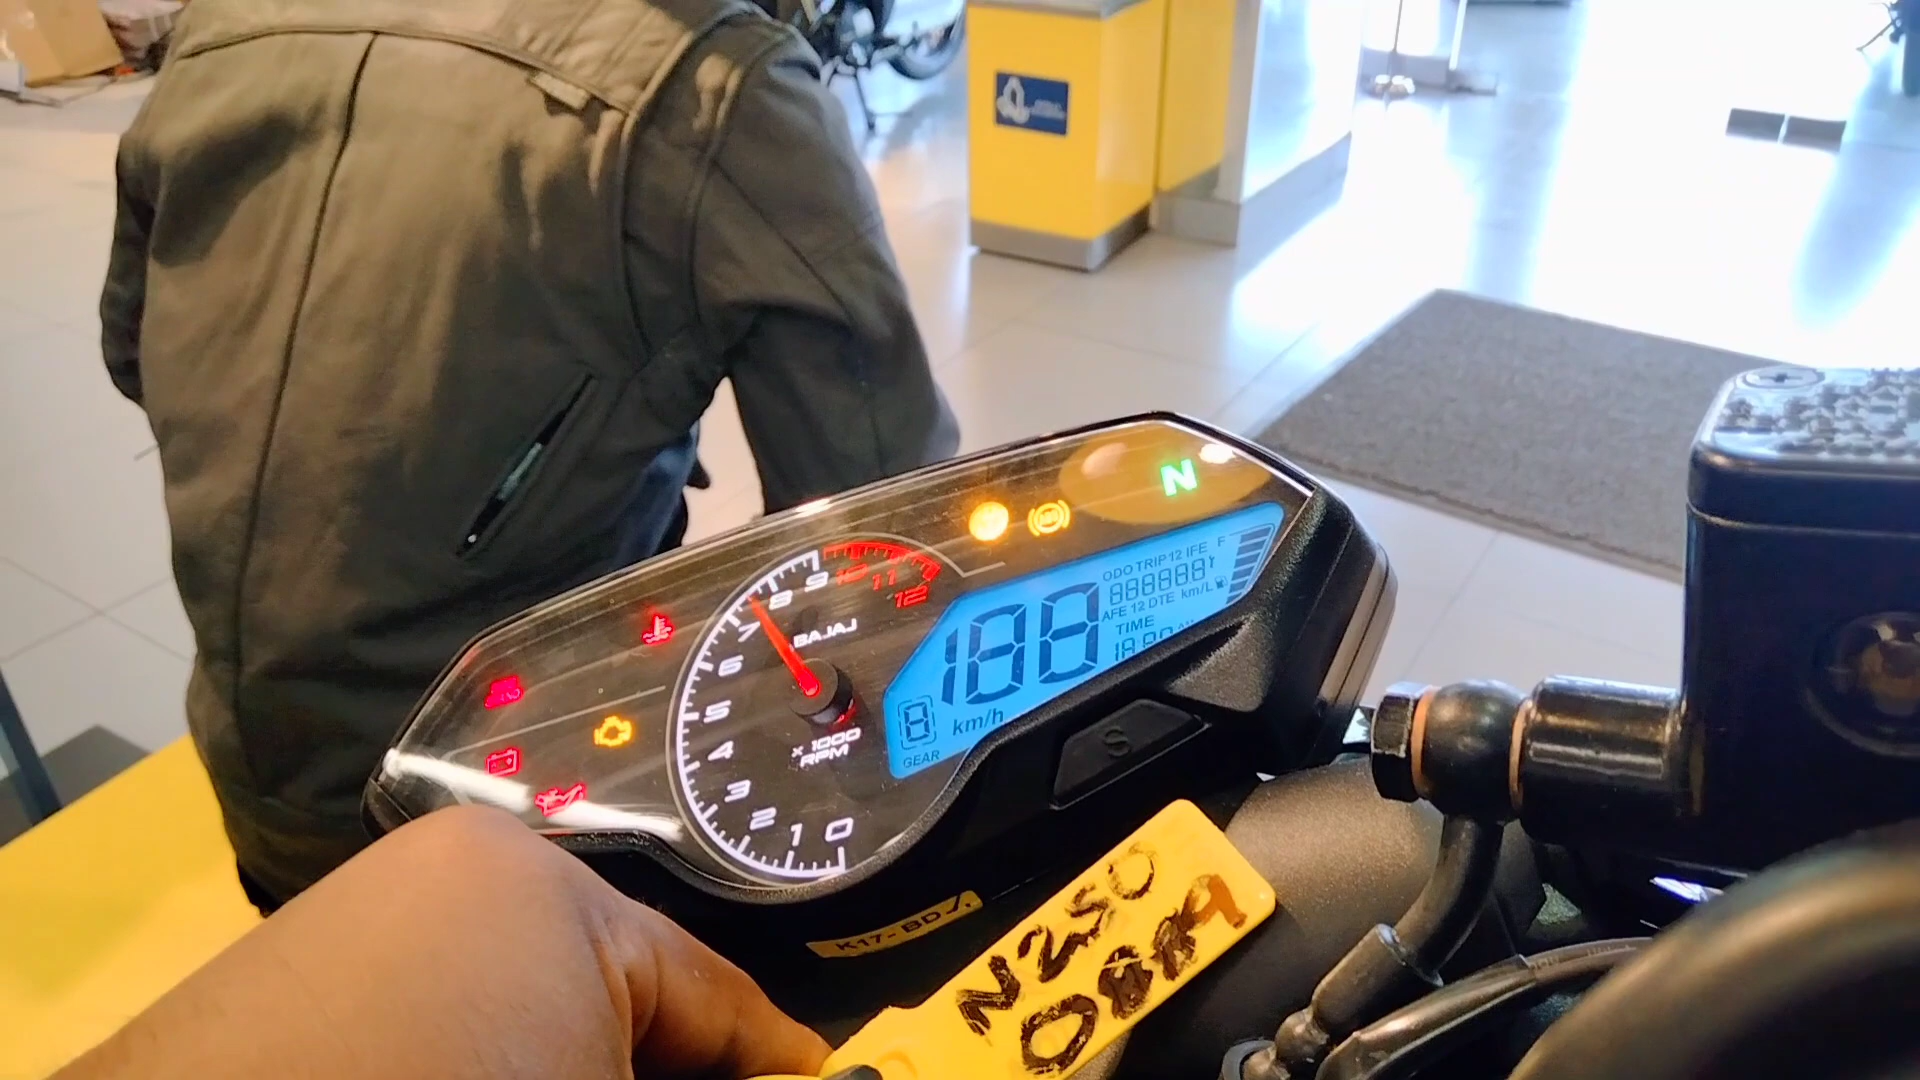 N
ODO TRIP 12 IFE F
888888
AFE 12 DTE km/L
TIME
188
8
km/h
GEAR
BAJAJ
x 1000
RPM
0
1
2
3
4
5
6
7
8
9
10
11
12
S
K17-BD
N250